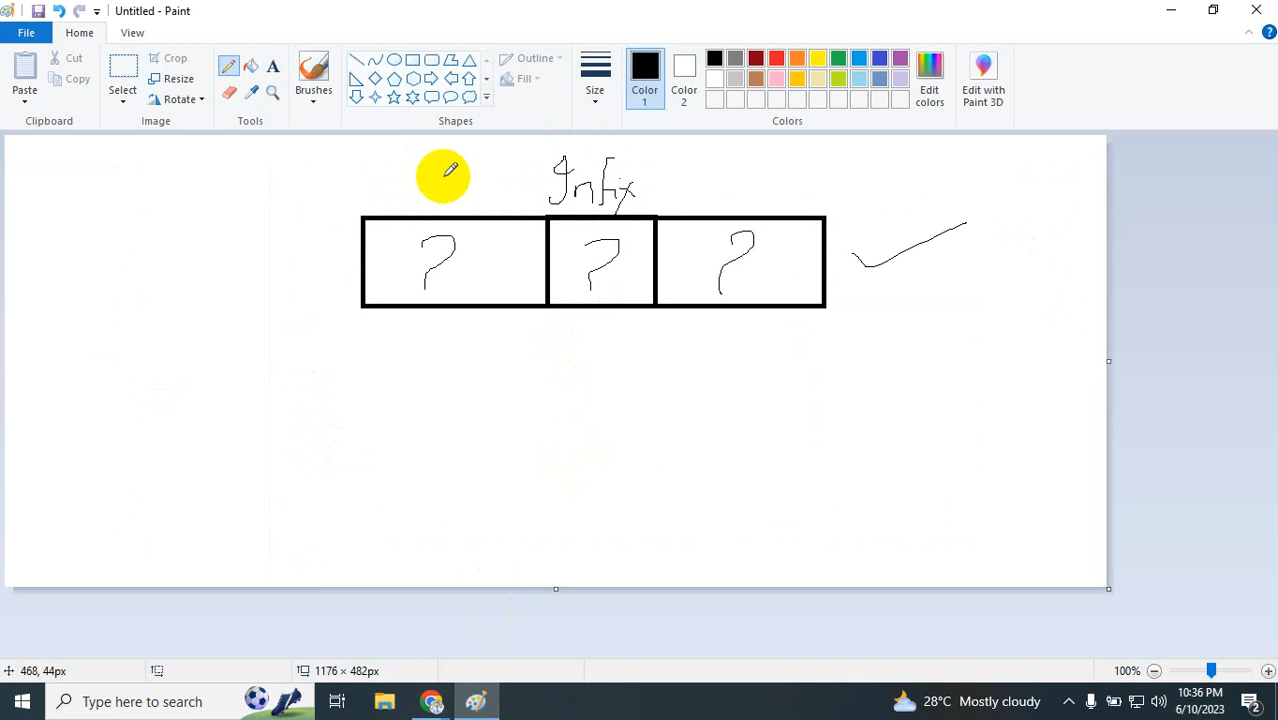 Untitled - Paint
File
Home
View
Paste
Cut
Copy
Clipboard
Select
Crop
Resize
Rotate
Image
A
Tools
Brushes
Outline
Fill
Shapes
Size
Color 1
Color 2
Edit colors
Edit with Paint 3D
Colors
Infix
? ? ?
468, 44px
1176 × 482px
100%
Type here to search
28°C Mostly cloudy
10:36 PM
6/10/2023
2